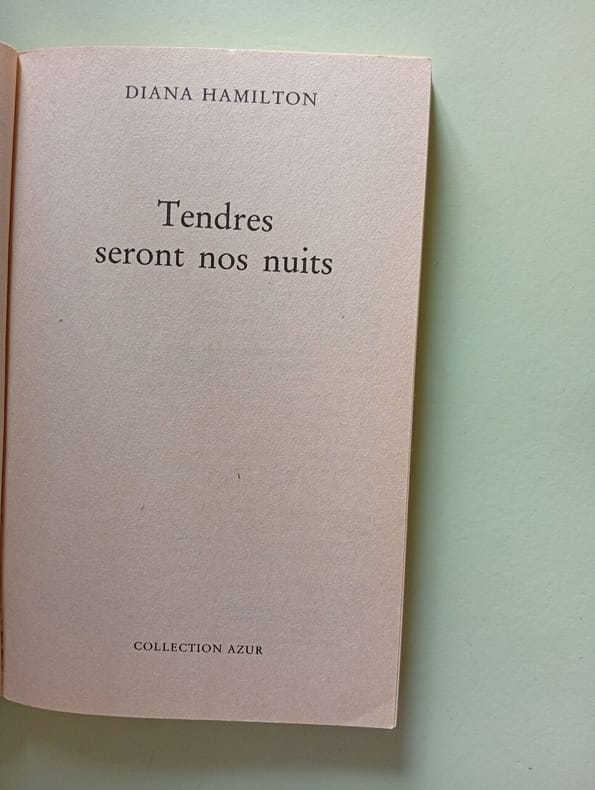 DIANA HAMILTON
Tendres
seront nos nuits
COLLECTION AZUR